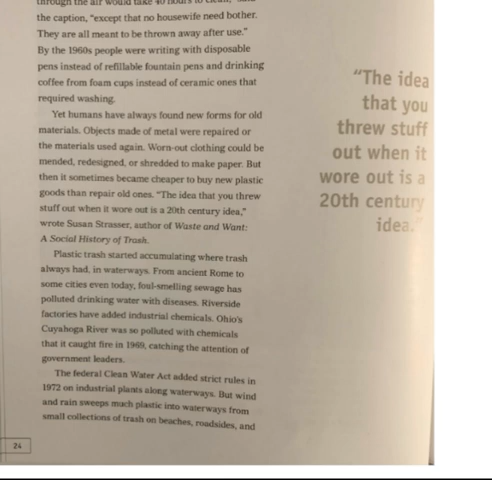 through the air would take 40 hours to clean," said
the caption, "except that no housewife need bother.
They are all meant to be thrown away after use."
By the 1960s people were writing with disposable
pens instead of refillable fountain pens and drinking
coffee from foam cups instead of ceramic ones that
required washing.
Yet humans have always found new forms for old
materials. Objects made of metal were repaired or
the materials used again. Worn-out clothing could be
mended, redesigned, or shredded to make paper. But
then it sometimes became cheaper to buy new plastic
goods than repair old ones. "The idea that you threw
stuff out when it wore out is a 20th century idea,"
wrote Susan Strasser, author of Waste and Want:
A Social History of Trash.
Plastic trash started accumulating where trash
always had, in waterways. From ancient Rome to
some cities even today, foul-smelling sewage has
polluted drinking water with diseases. Riverside
factories have added industrial chemicals. Ohio's
Cuyahoga River was so polluted with chemicals
that it caught fire in 1969, catching the attention of
government leaders.
The federal Clean Water Act added strict rules in
1972 on industrial plants along waterways. But wind
and rain sweeps much plastic into waterways from
small collections of trash on beaches, roadsides, and
24
"The idea
that you
threw stuff
out when it
wore out is a
20th century
idea."